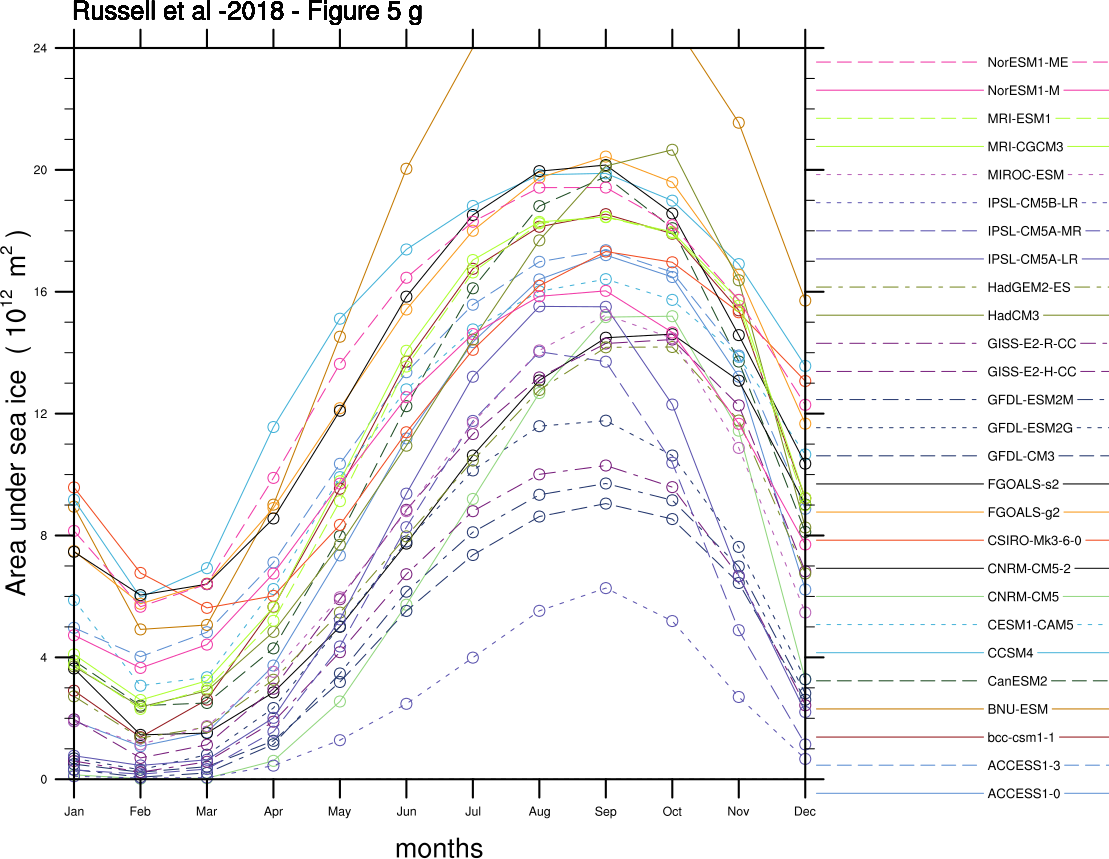 Russell et al -2018 - Figure 5 g
Area under sea ice ( 10^12 m^2 )
24
20
16
12
8
4
0
Jan Feb Mar Apr May Jun Jul Aug Sep Oct Nov Dec
months
NorESM1-ME
NorESM1-M
MRI-ESM1
MRI-CGCM3
MIROC-ESM
IPSL-CM5B-LR
IPSL-CM5A-MR
IPSL-CM5A-LR
HadGEM2-ES
HadCM3
GISS-E2-R-CC
GISS-E2-H-CC
GFDL-ESM2M
GFDL-ESM2G
GFDL-CM3
FGOALS-s2
FGOALS-g2
CSIRO-Mk3-6-0
CNRM-CM5-2
CNRM-CM5
CESM1-CAM5
CCSM4
CanESM2
BNU-ESM
bcc-csm1-1
ACCESS1-3
ACCESS1-0